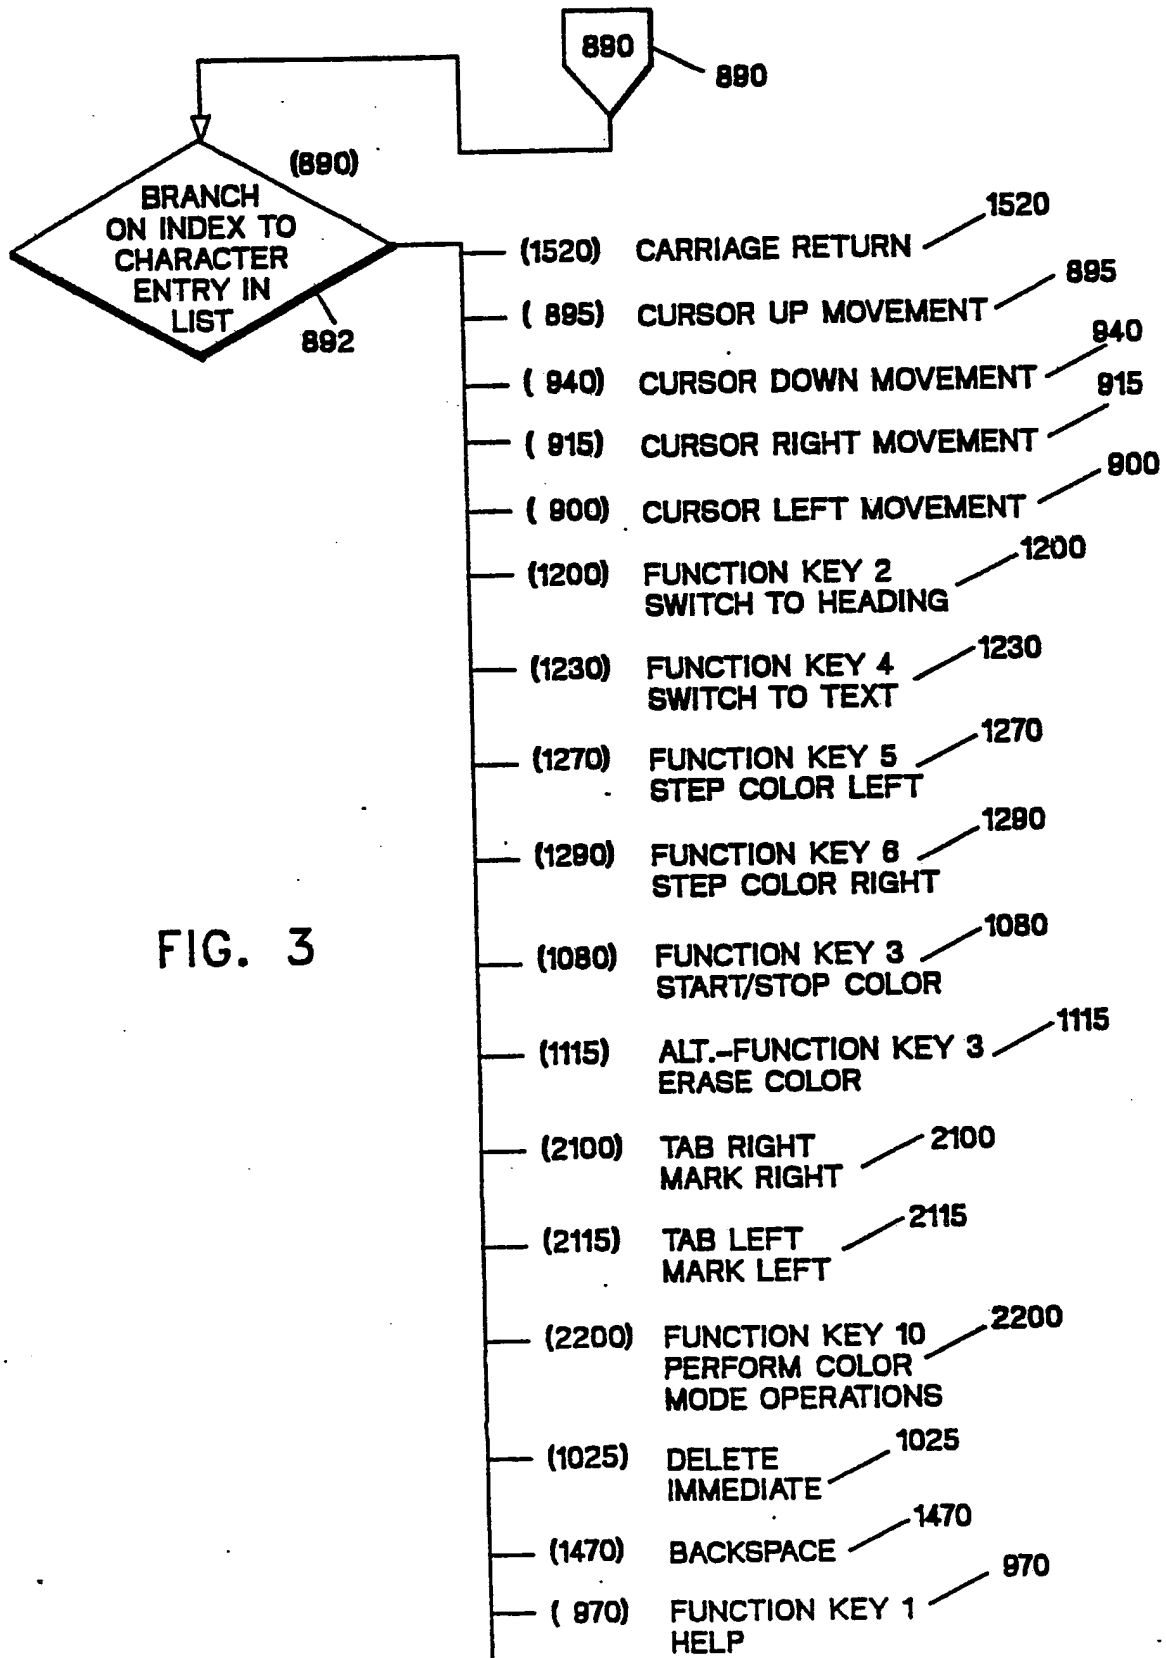 890
890
(890)
BRANCH
ON INDEX TO
CHARACTER
ENTRY IN
LIST
892
(1520) CARRIAGE RETURN 1520
( 895) CURSOR UP MOVEMENT 895
( 940) CURSOR DOWN MOVEMENT 940
( 915) CURSOR RIGHT MOVEMENT 915
( 900) CURSOR LEFT MOVEMENT 900
(1200) FUNCTION KEY 2 1200
SWITCH TO HEADING
(1230) FUNCTION KEY 4 1230
SWITCH TO TEXT
(1270) FUNCTION KEY 5 1270
STEP COLOR LEFT
(1290) FUNCTION KEY 6 1290
STEP COLOR RIGHT
FIG. 3
(1080) FUNCTION KEY 3 1080
START/STOP COLOR
(1115) ALT.-FUNCTION KEY 3 1115
ERASE COLOR
(2100) TAB RIGHT 2100
MARK RIGHT
(2115) TAB LEFT 2115
MARK LEFT
(2200) FUNCTION KEY 10 2200
PERFORM COLOR
MODE OPERATIONS
(1025) DELETE 1025
IMMEDIATE
(1470) BACKSPACE 1470
( 970) FUNCTION KEY 1 970
HELP